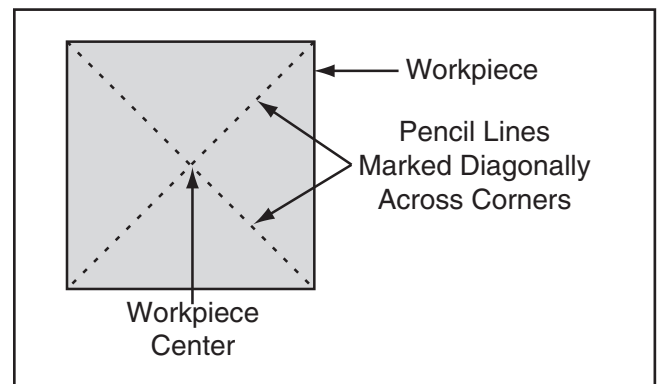 Workpiece
Pencil Lines
Marked Diagonally
Across Corners
Workpiece
Center